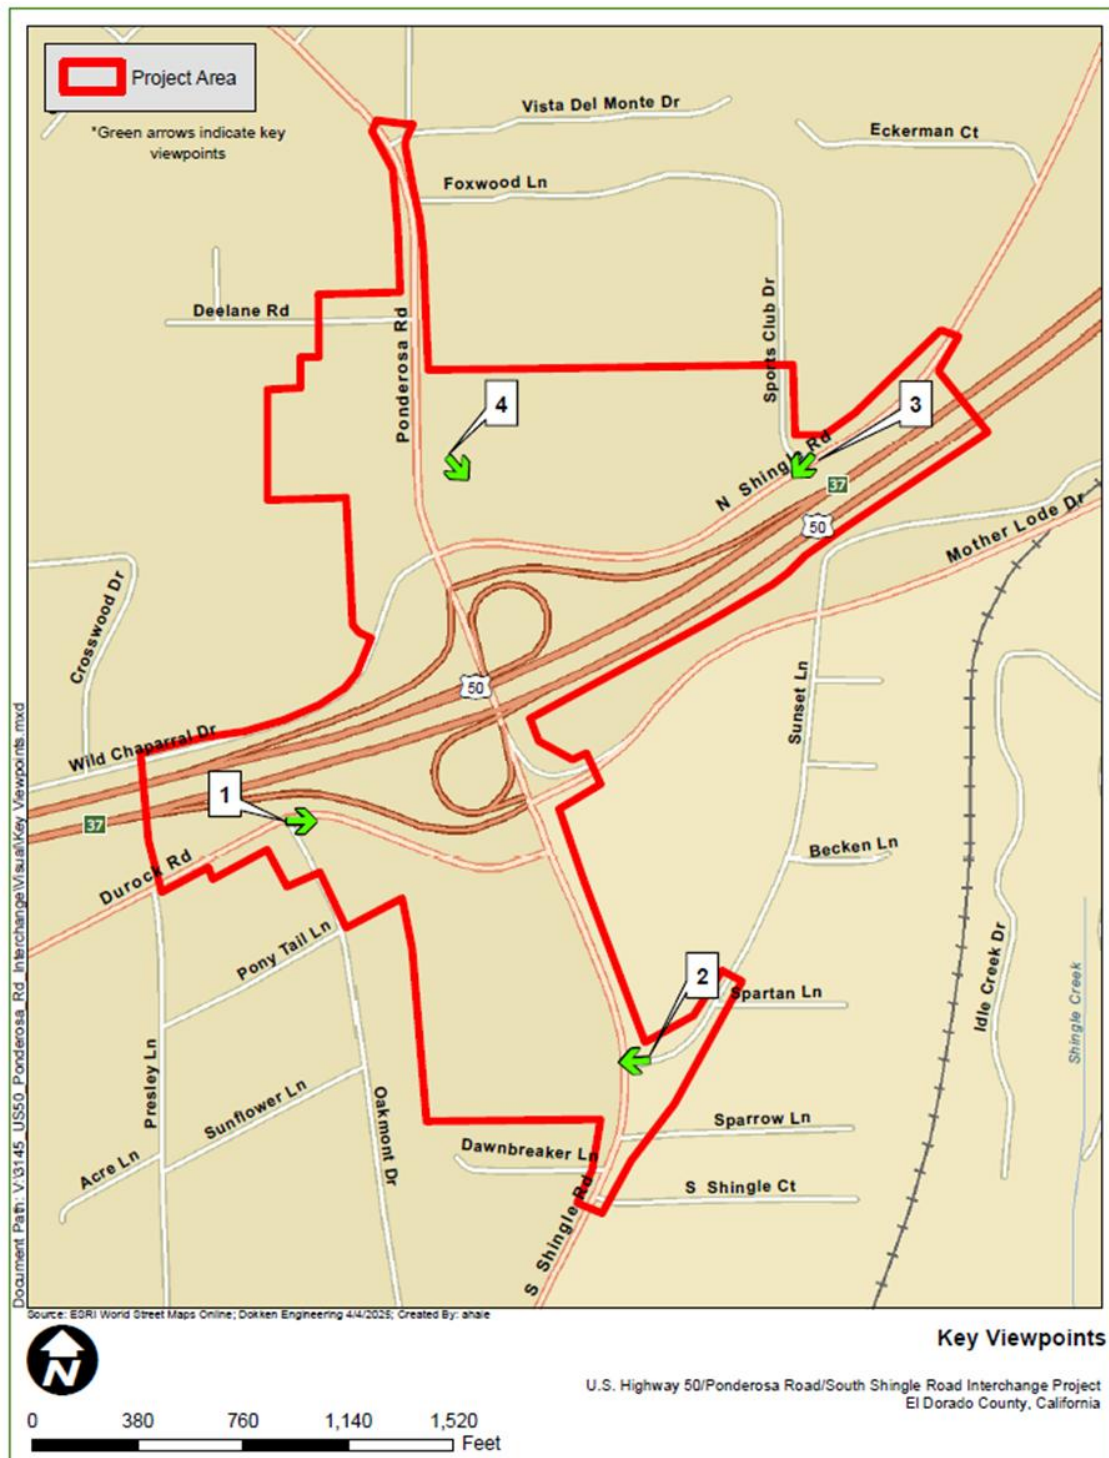 Project Area
*Green arrows indicate key
viewpoints
Vista Del Monte Dr
Eckerman Ct
Foxwood Ln
Deelane Rd
Ponderosa Rd
Sports Club Dr
4
3
N Shingle Rd
37
50
Mother Lode Dr
Crosswood Dr
50
Sunset Ln
Wild Chaparral Dr
1
37
Durock Rd
Becken Ln
Pony Tail Ln
2
Spartan Ln
Idle Creek Dr
Shingle Creek
Presley Ln
Sunflower Ln
Oakmont Dr
Sparrow Ln
Acre Ln
Dawnbreaker Ln
S Shingle Ct
S Shingle Rd
Document Path: V:\3145_US50_Ponderosa_Rd_Interchange\Visual\Key Viewpoints.mxd
Source: ESRI World Street Maps Online; Dokken Engineering 4/4/2025; Created By: ahale
N
Key Viewpoints
U.S. Highway 50/Ponderosa Road/South Shingle Road Interchange Project
El Dorado County, California
0 380 760 1,140 1,520
Feet